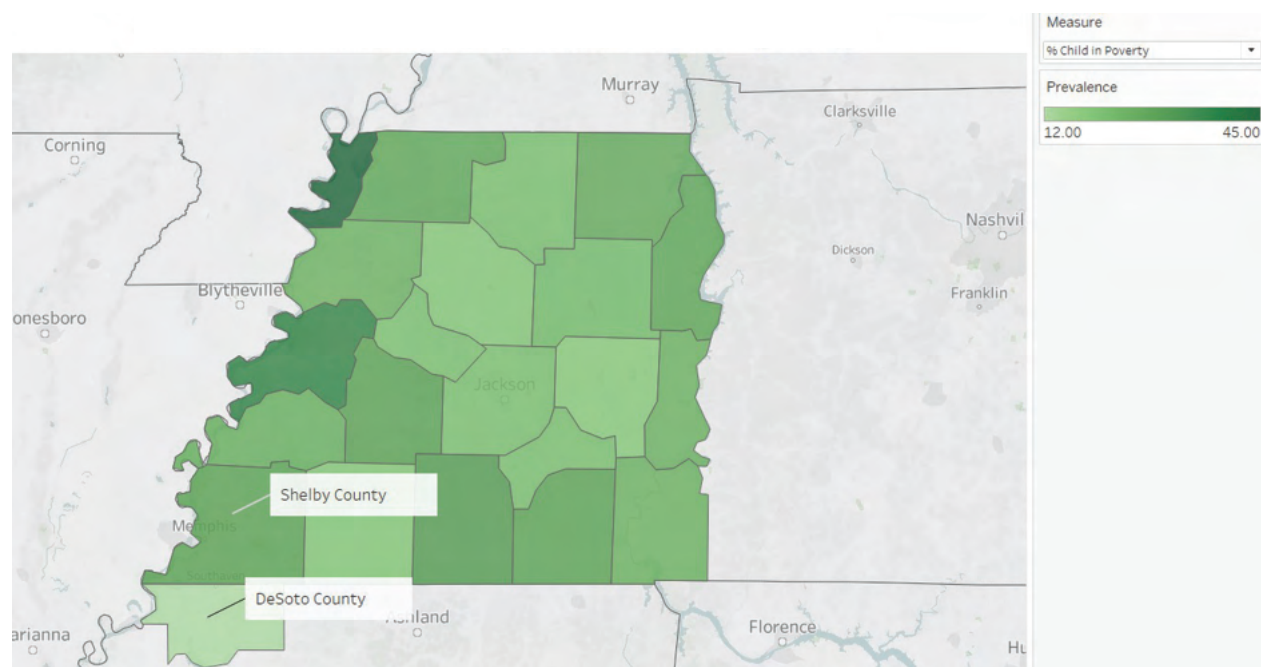 Measure
% Child in Poverty
Prevalence
12.00 45.00
Murray
Clarksville
Corning
Nashvil
Dickson
Blytheville
Franklin
onesboro
Jackson
Shelby County
Memphis
DeSoto County
shland
arianna
Florence
Hu